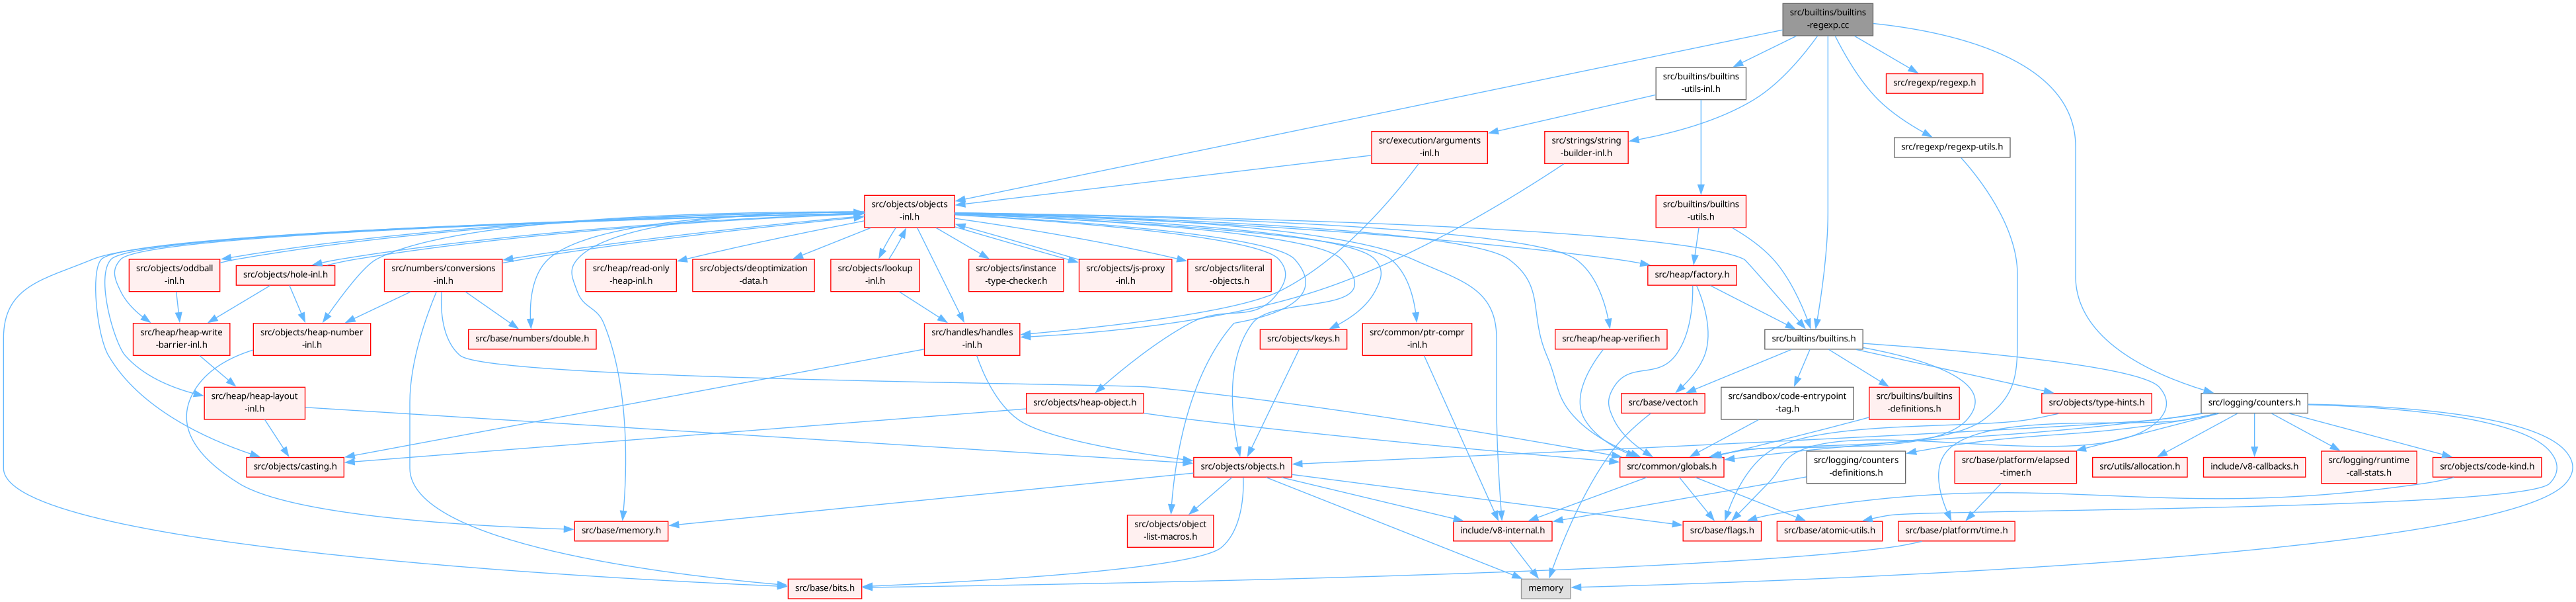 src/builtins/builtins
-regexp.cc
src/builtins/builtins
-utils-inl.h
src/regexp/regexp.h
src/execution/arguments
-inl.h
src/strings/string
-builder-inl.h
src/regexp/regexp-utils.h
src/objects/objects
-inl.h
src/builtins/builtins
-utils.h
src/objects/oddball
-inl.h
src/objects/hole-inl.h
src/numbers/conversions
-inl.h
src/heap/read-only
-heap-inl.h
src/objects/deoptimization
-data.h
src/objects/lookup
-inl.h
src/objects/instance
-type-checker.h
src/objects/js-proxy
-inl.h
src/objects/literal
-objects.h
src/heap/factory.h
src/heap/heap-write
-barrier-inl.h
src/objects/heap-number
-inl.h
src/base/numbers/double.h
src/handles/handles
-inl.h
src/objects/keys.h
src/common/ptr-compr
-inl.h
src/heap/heap-verifier.h
src/builtins/builtins.h
src/heap/heap-layout
-inl.h
src/objects/heap-object.h
src/base/vector.h
src/sandbox/code-entrypoint
-tag.h
src/builtins/builtins
-definitions.h
src/objects/type-hints.h
src/logging/counters.h
src/objects/casting.h
src/objects/objects.h
src/common/globals.h
src/logging/counters
-definitions.h
src/base/platform/elapsed
-timer.h
src/utils/allocation.h
include/v8-callbacks.h
src/logging/runtime
-call-stats.h
src/objects/code-kind.h
src/base/memory.h
src/objects/object
-list-macros.h
include/v8-internal.h
src/base/flags.h
src/base/atomic-utils.h
src/base/platform/time.h
src/base/bits.h
memory